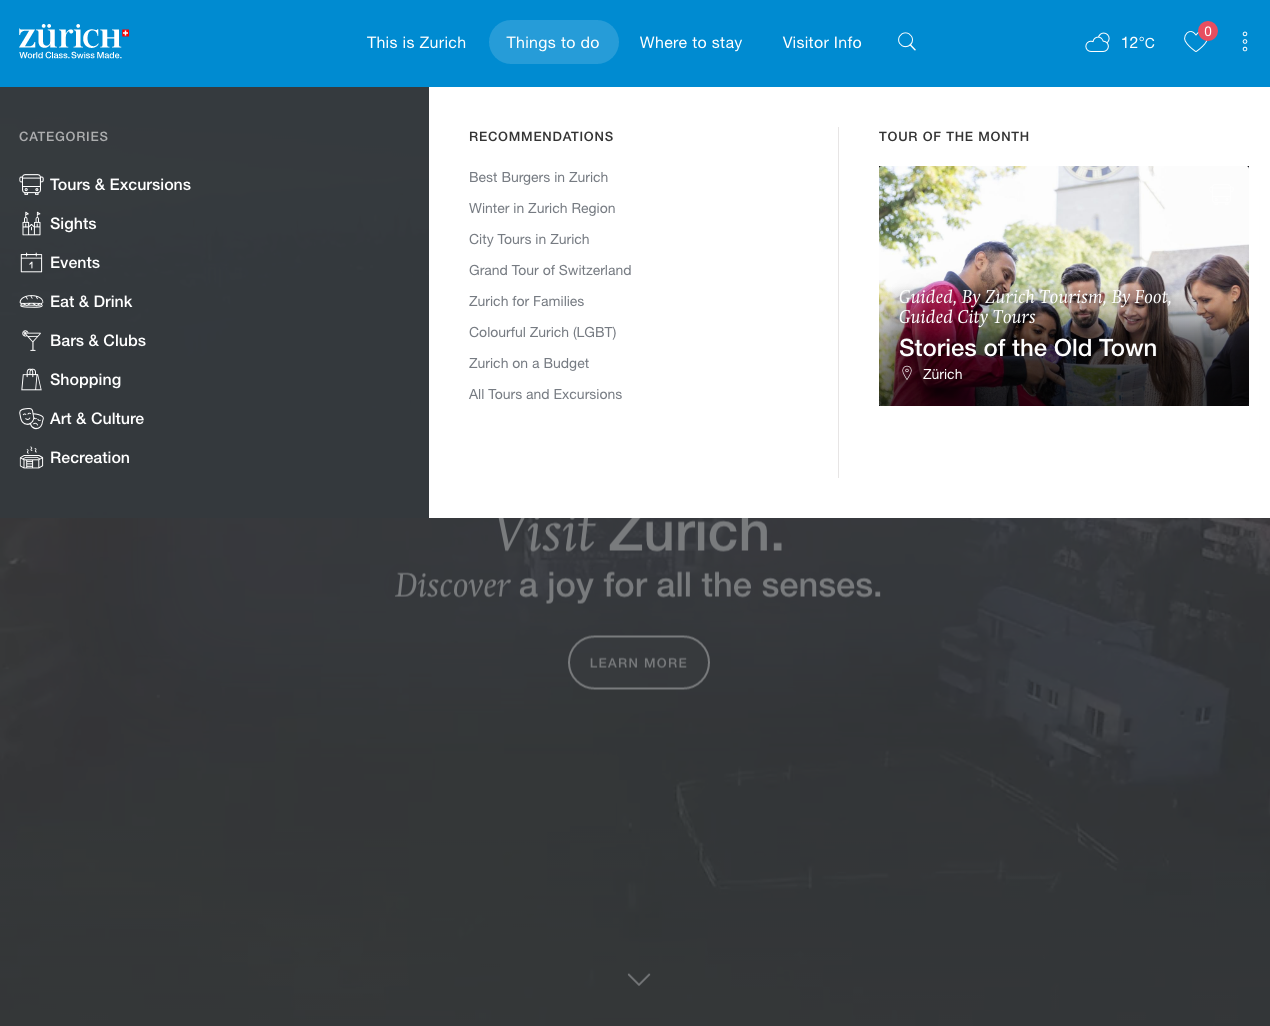 zürich
World Class. Swiss Made.
This is Zurich
Things to do
Where to stay
Visitor Info
12°C
0
CATEGORIES
Tours & Excursions
Sights
1
Events
Eat & Drink
Bars & Clubs
Shopping
Art & Culture
Recreation
RECOMMENDATIONS
Best Burgers in Zurich
Winter in Zurich Region
City Tours in Zurich
Grand Tour of Switzerland
Zurich for Families
Colourful Zurich (LGBT)
Zurich on a Budget
All Tours and Excursions
TOUR OF THE MONTH
Guided, By Zurich Tourism, By Foot,
Guided City Tours
Stories of the Old Town
Zürich
Visit Zurich.
Discover a joy for all the senses.
LEARN MORE